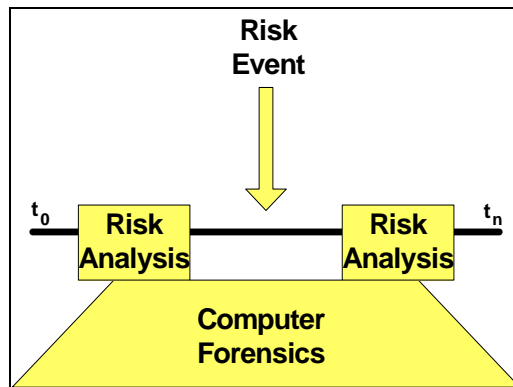 Risk
Event
t0
Risk
Analysis
Risk
Analysis
tn
Computer
Forensics